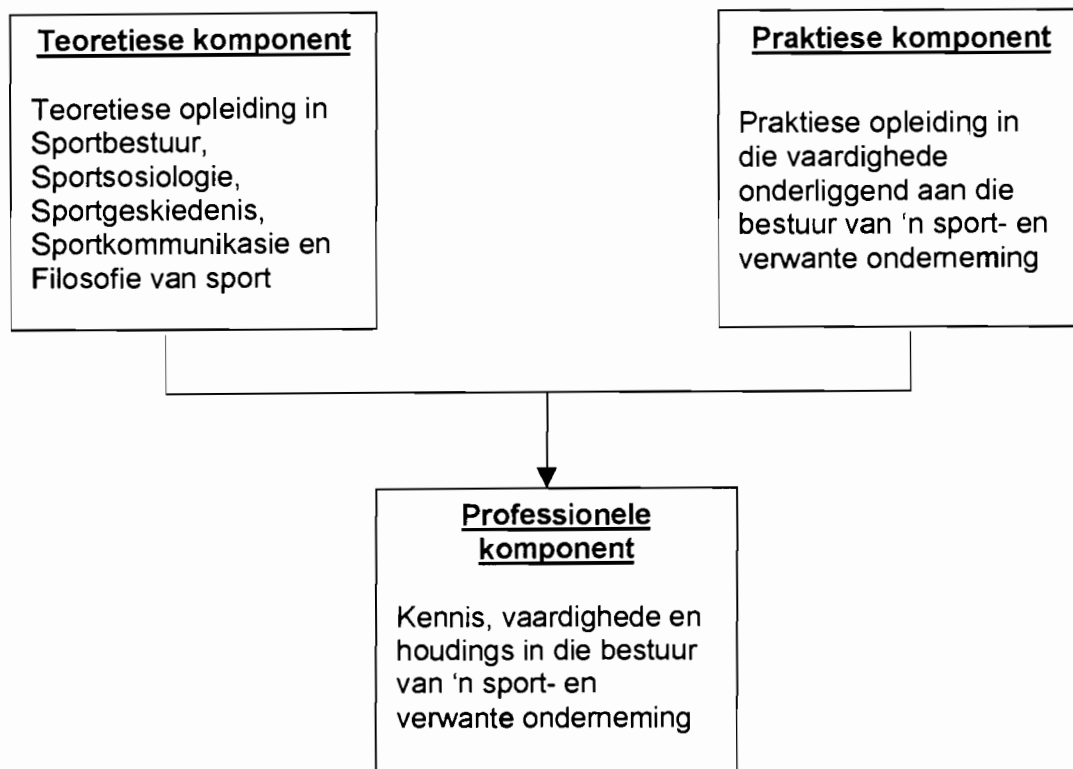 Teoretiese komponent
Teoretiese opleiding in
Sportbestuur,
Sportsosiologie,
Sportgeskiedenis,
Sportkommunikasie en
Filosofie van sport
Praktiese komponent
Praktiese opleiding in
die vaardighede
onderliggend aan die
bestuur van ‘n sport- en
verwante onderneming
Professionele
komponent
Kennis, vaardighede en
houdings in die bestuur
van ‘n sport- en
verwante onderneming